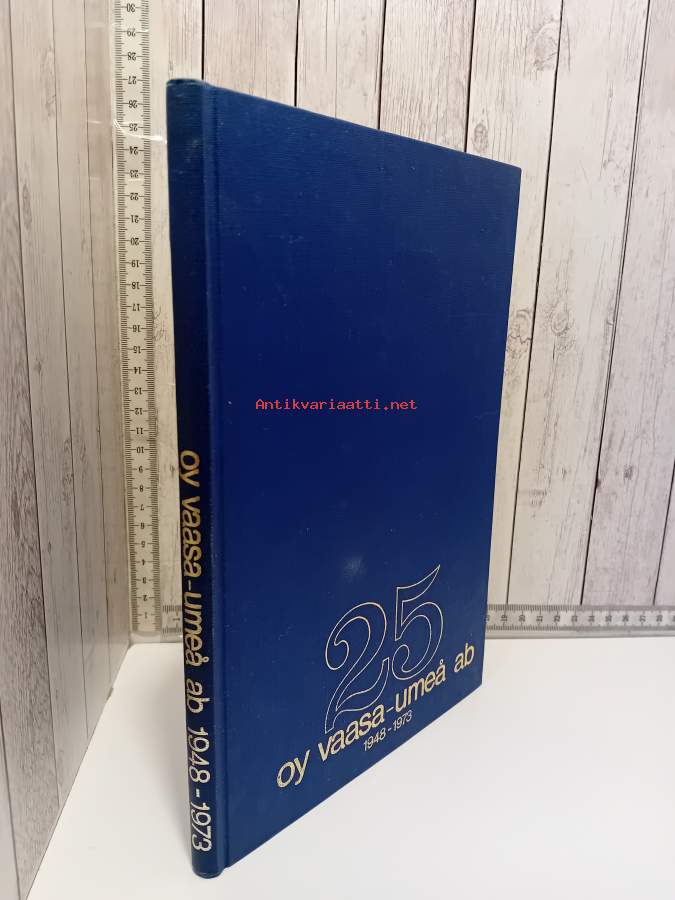 Antikvariaatti.net
25
oy vaasa-umeå ab
1948-1973
oy vaasa-umeå ab 1948-1973